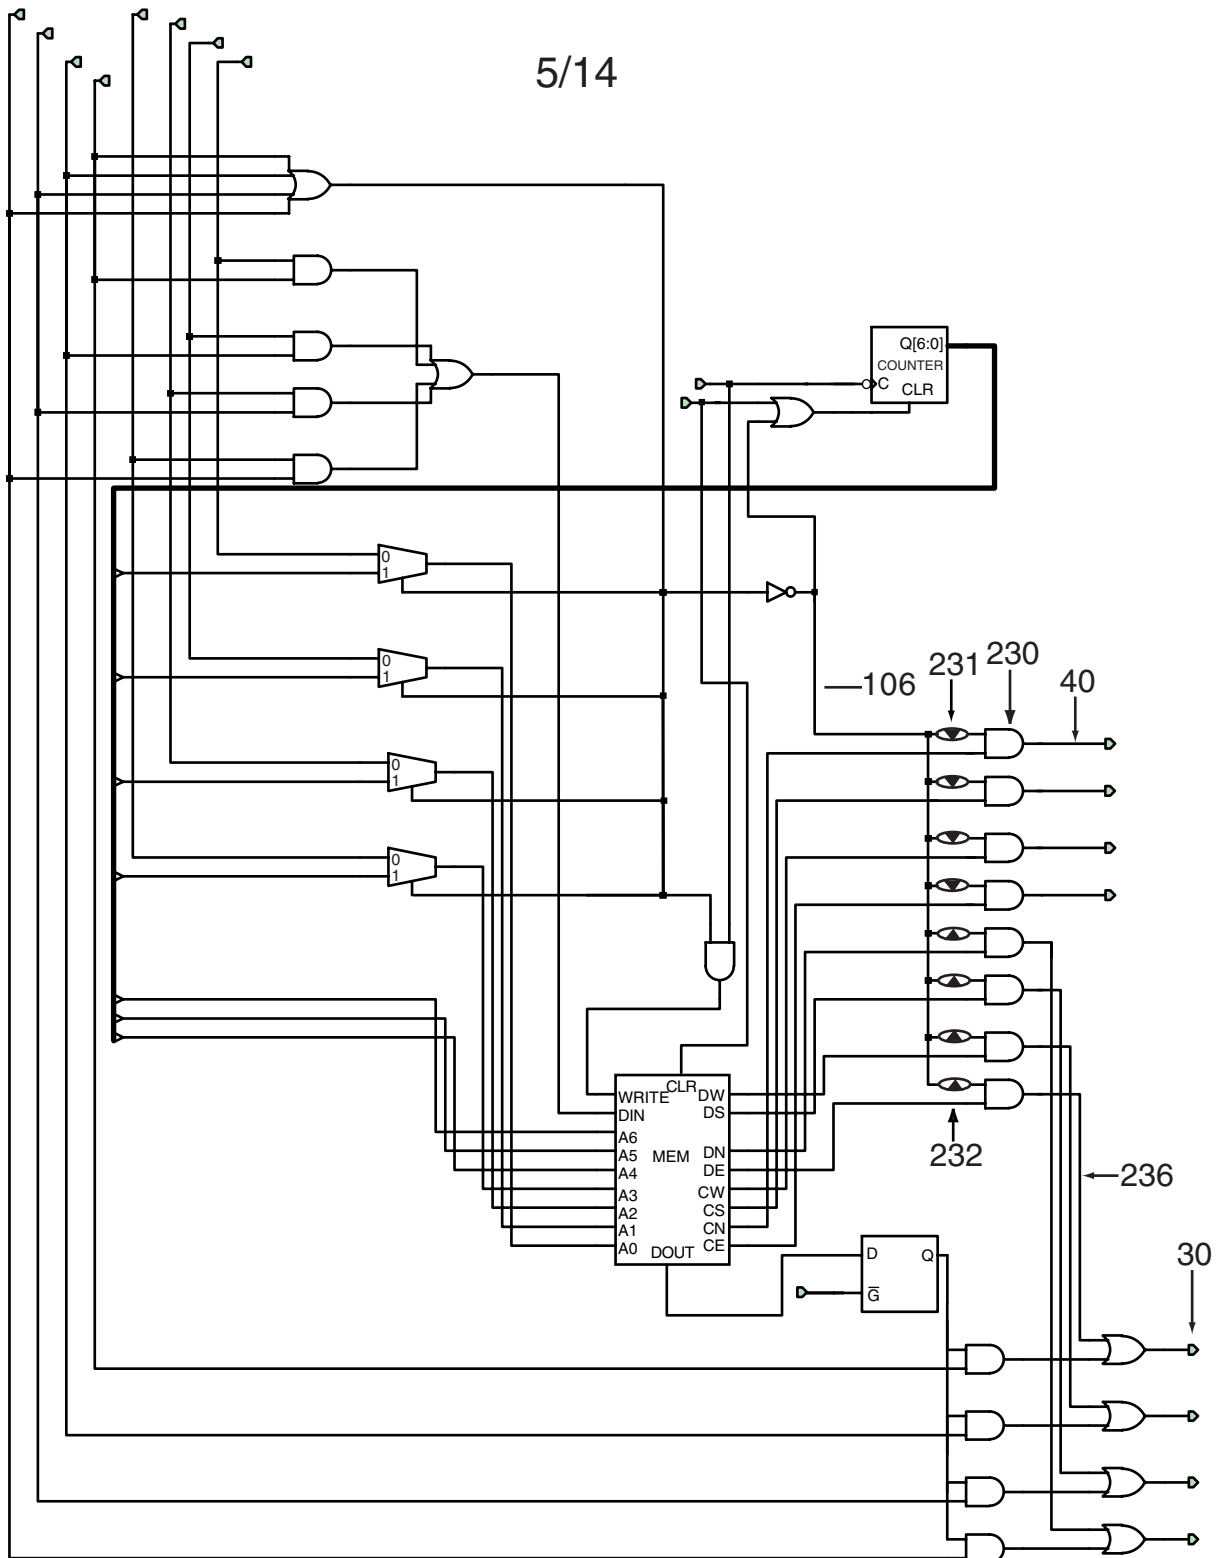 5/14
Q[6:0]
COUNTER
C
CLR
0
1
0
1
231
230
106
40
0
1
0
1
CLR
WRITE
DW
DIN
DS
A6
A5
MEM
DN
A4
DE
A3
CW
A2
CS
A1
CN
A0
DOUT
CE
232
236
D
Q
G̅
30